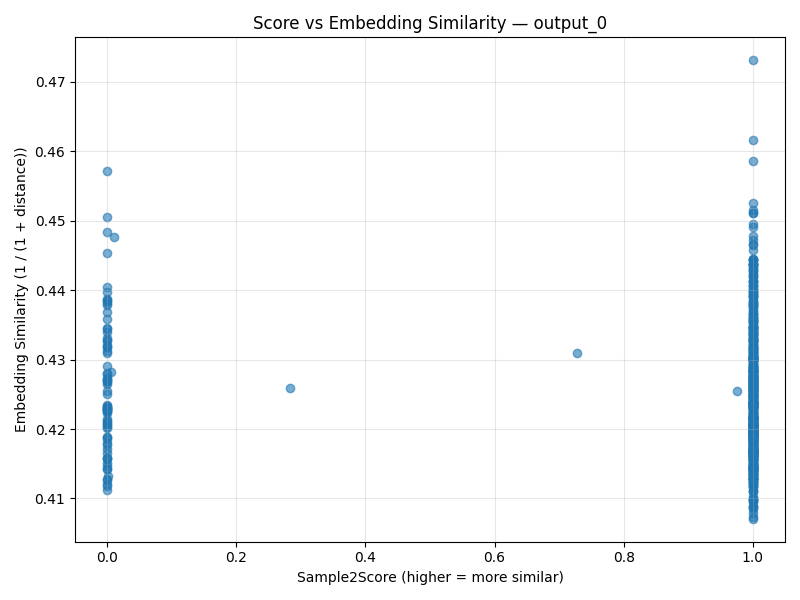 Score vs Embedding Similarity — output_0
Embedding Similarity (1 / (1 + distance))
0.47
0.46
0.45
0.44
0.43
0.42
0.41
0.0 0.2 0.4 0.6 0.8 1.0
Sample2Score (higher = more similar)